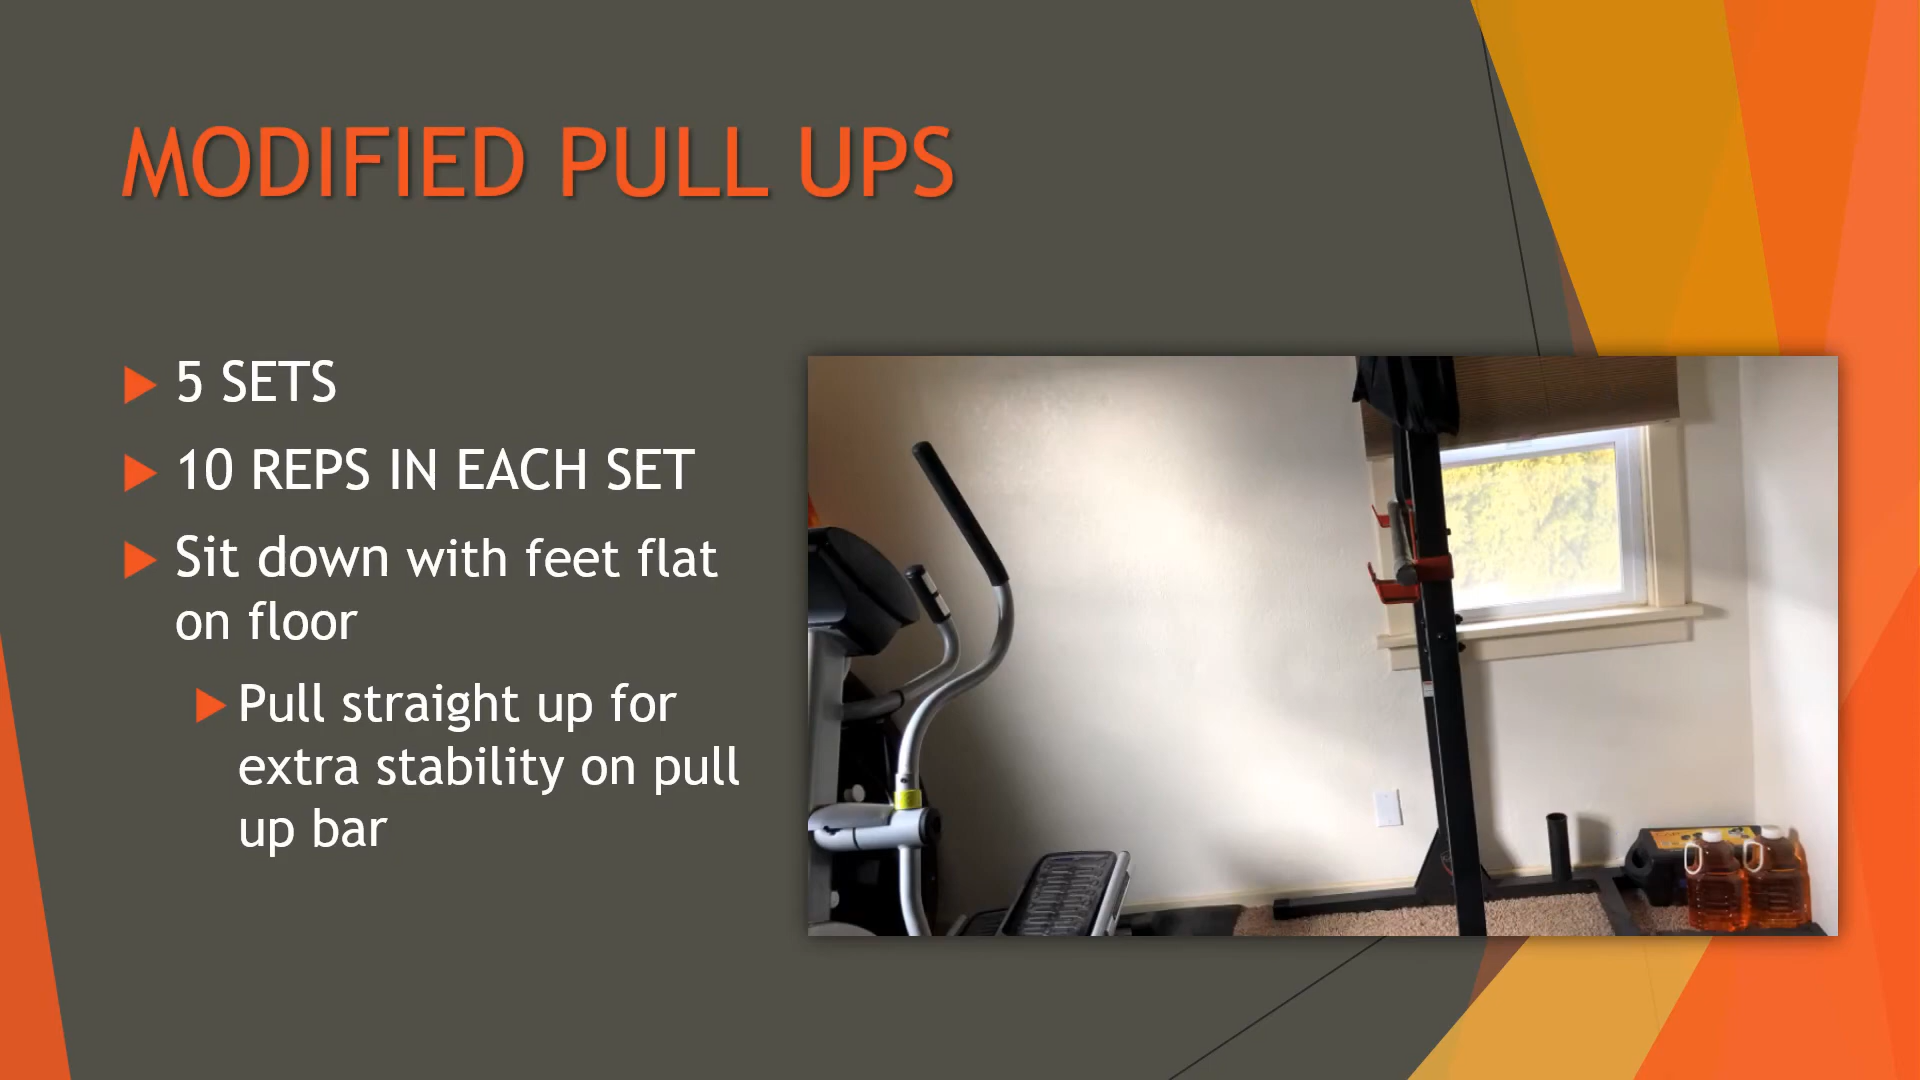 MODIFIED PULL UPS
5 SETS
10 REPS IN EACH SET
Sit down with feet flat
on floor
Pull straight up for
extra stability on pull
up bar